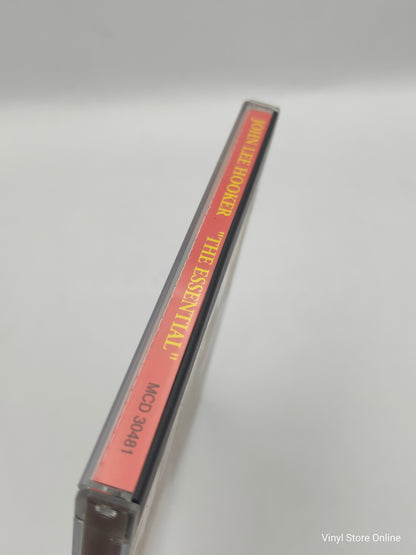 JOHN LEE HOOKER "THE ESSENTIAL" MCD 30481
Vinyl Store Online